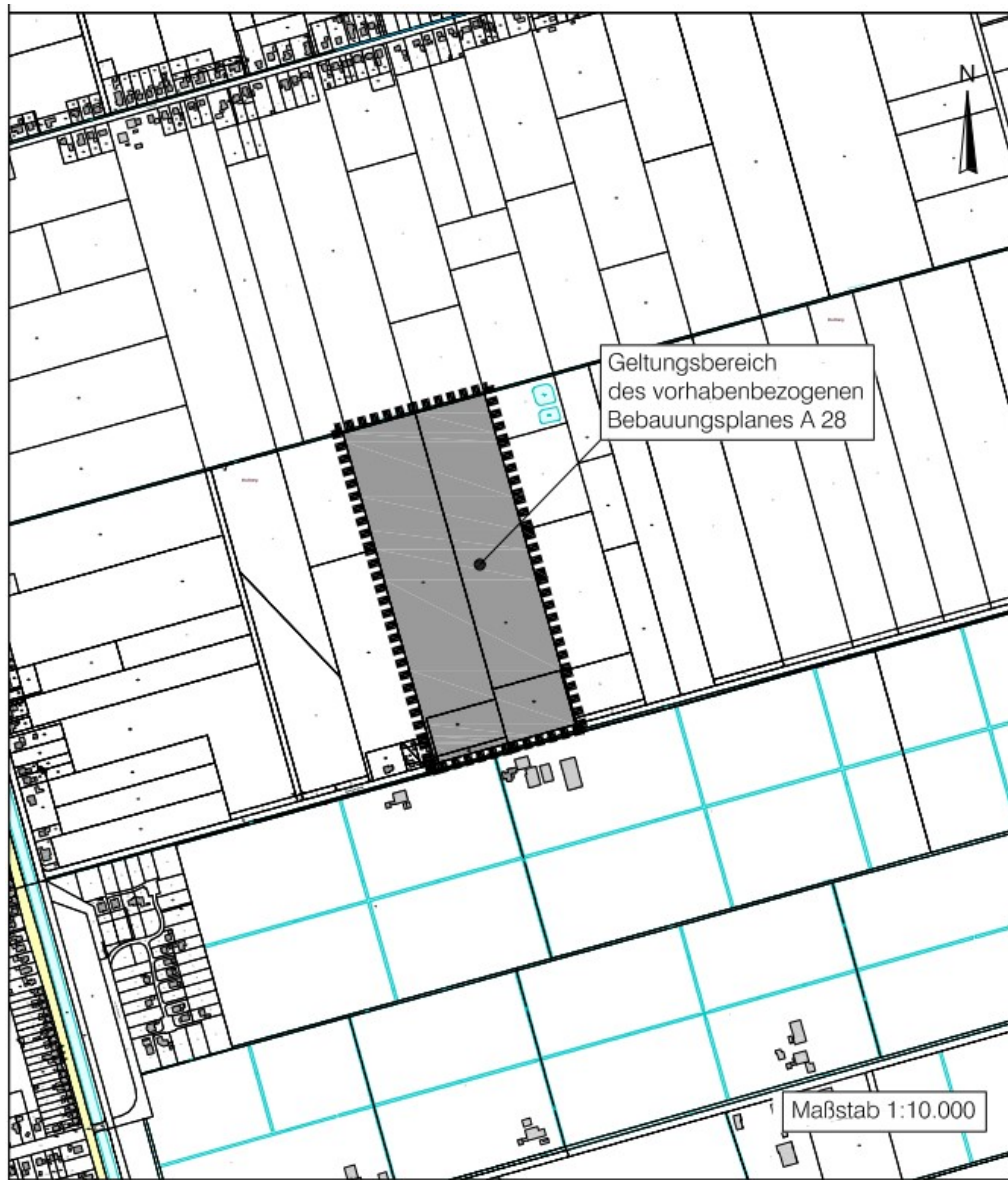 N
Geltungsbereich
des vorhabenbezogenen
Bebauungsplanes A 28
Maßstab 1:10.000